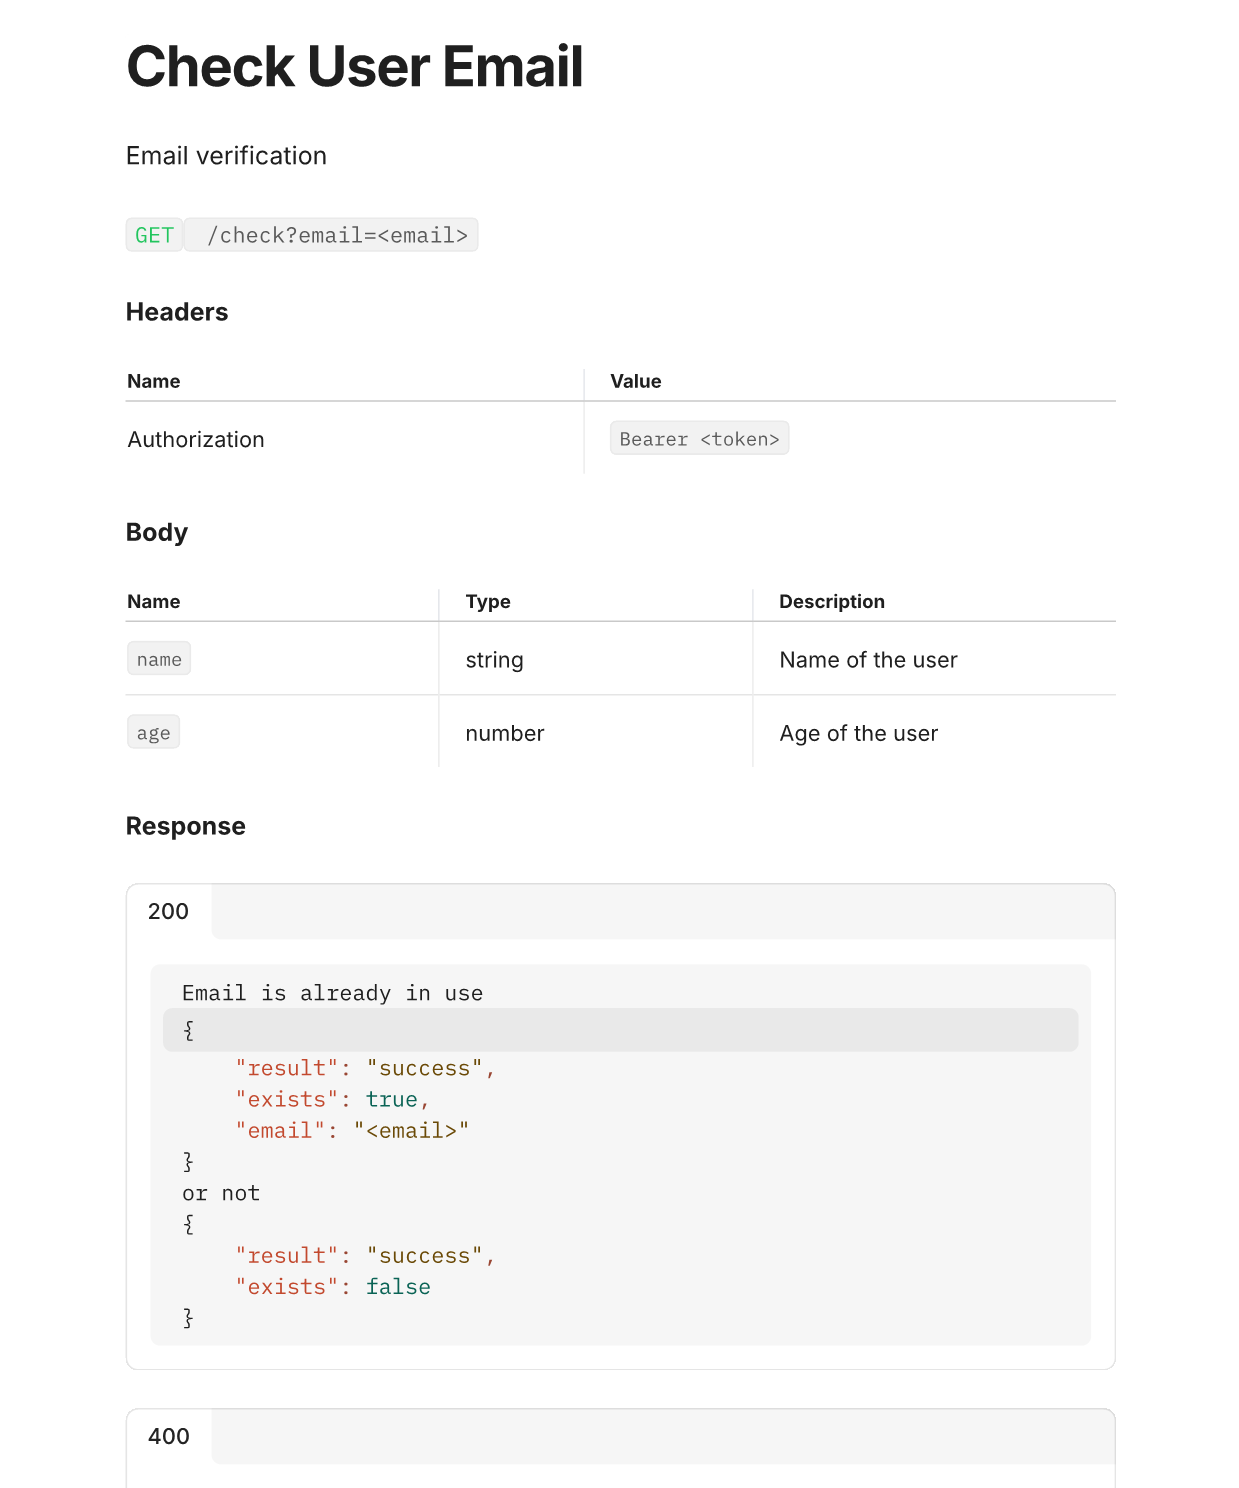 Check User Email
Email verification
GET /check?email=<email>
Headers
Name Value
Authorization Bearer <token>
Body
Name Type Description
name string Name of the user
age number Age of the user
Response
200
Email is already in use
{
    "result": "success",
    "exists": true,
    "email": "<email>"
}
or not
{
    "result": "success",
    "exists": false
}
400